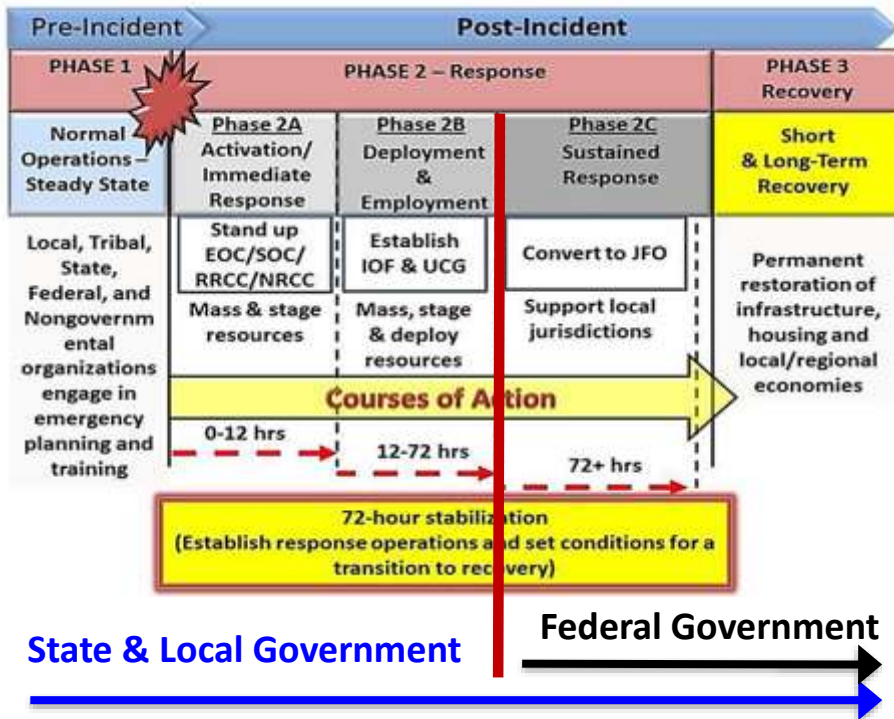 Pre-Incident
Post-Incident
PHASE 1
PHASE 2 – Response
PHASE 3
Recovery
Normal
Operations –
Steady State
Phase 2A
Activation/
Immediate
Response
Phase 2B
Deployment
&
Employment
Phase 2C
Sustained
Response
Short
& Long-Term
Recovery
Local, Tribal,
State,
Federal, and
Nongovernm
ental
organizations
engage in
emergency
planning and
training
Stand up
EOC/SOC/
RRCC/NRCC
Mass & stage
resources
Establish
IOF & UCG
Mass, stage
& deploy
resources
Convert to JFO
Support local
jurisdictions
Permanent
restoration of
infrastructure,
housing and
local/regional
economies
Courses of Action
0-12 hrs
12-72 hrs
72+ hrs
72-hour stabilization
(Establish response operations and set conditions for a
transition to recovery)
State & Local Government
Federal Government